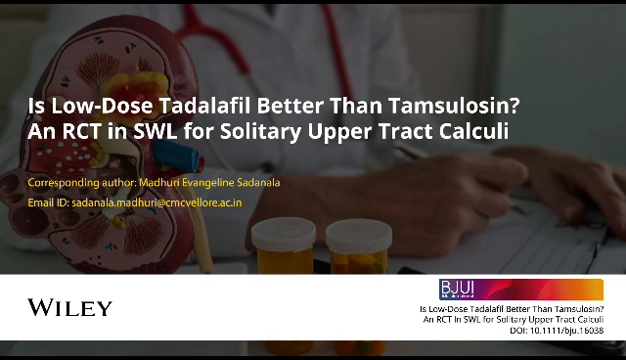 Is Low-Dose Tadalafil Better Than Tamsulosin?
An RCT in SWL for Solitary Upper Tract Calculi
Corresponding author: Madhuri Evangeline Sadanala
Email ID: sadanala.madhuri@cmcvellore.ac.in
WILEY
BJUI
Is Low-Dose Tadalafil Better Than Tamsulosin?
An RCT In SWL for Solitary Upper Tract Calculi
DOI: 10.1111/bju.16038